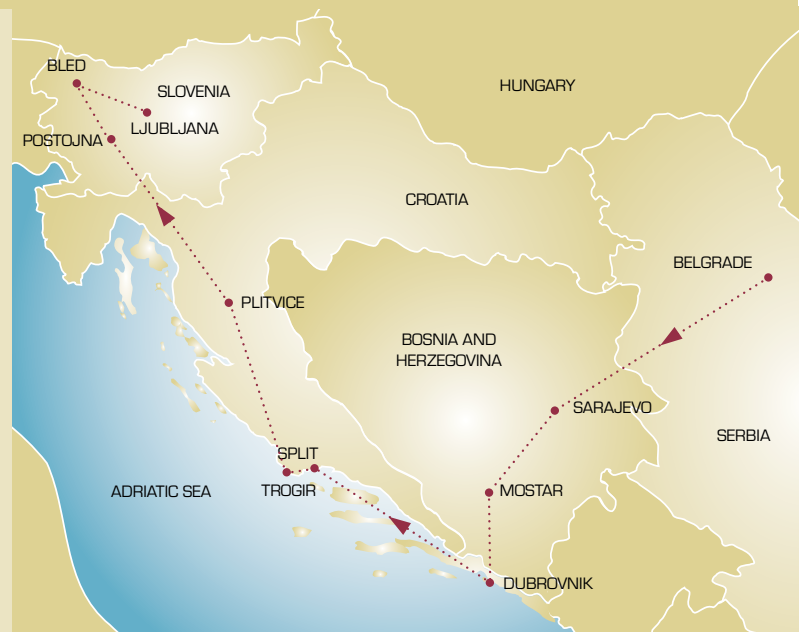 BLED
SLOVENIA
HUNGARY
LJUBLJANA
POSTOJNA
CROATIA
BELGRADE
PLITVICE
BOSNIA AND
HERZEGOVINA
SARAJEVO
SERBIA
SPLIT
ADRIATIC SEA
TROGIR
MOSTAR
DUBROVNIK